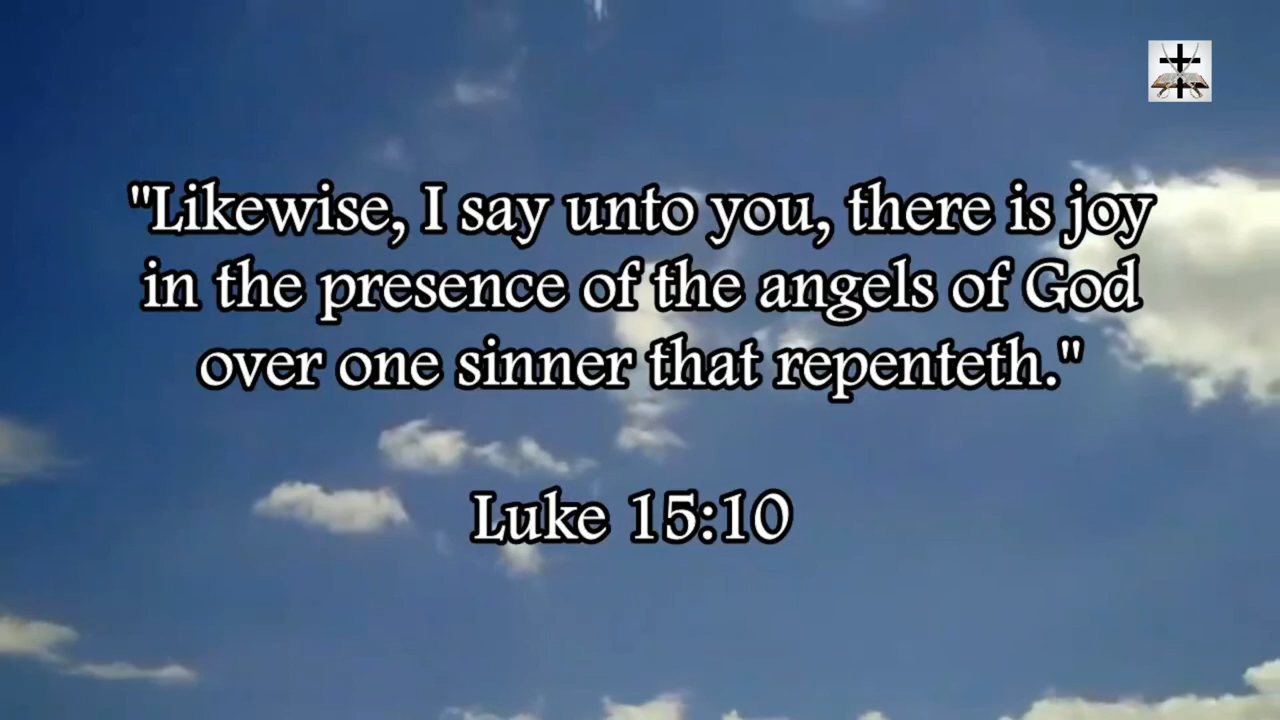 "Likewise, I say unto you, there is joy
in the presence of the angels of God
over one sinner that repenteth."
Luke 15:10